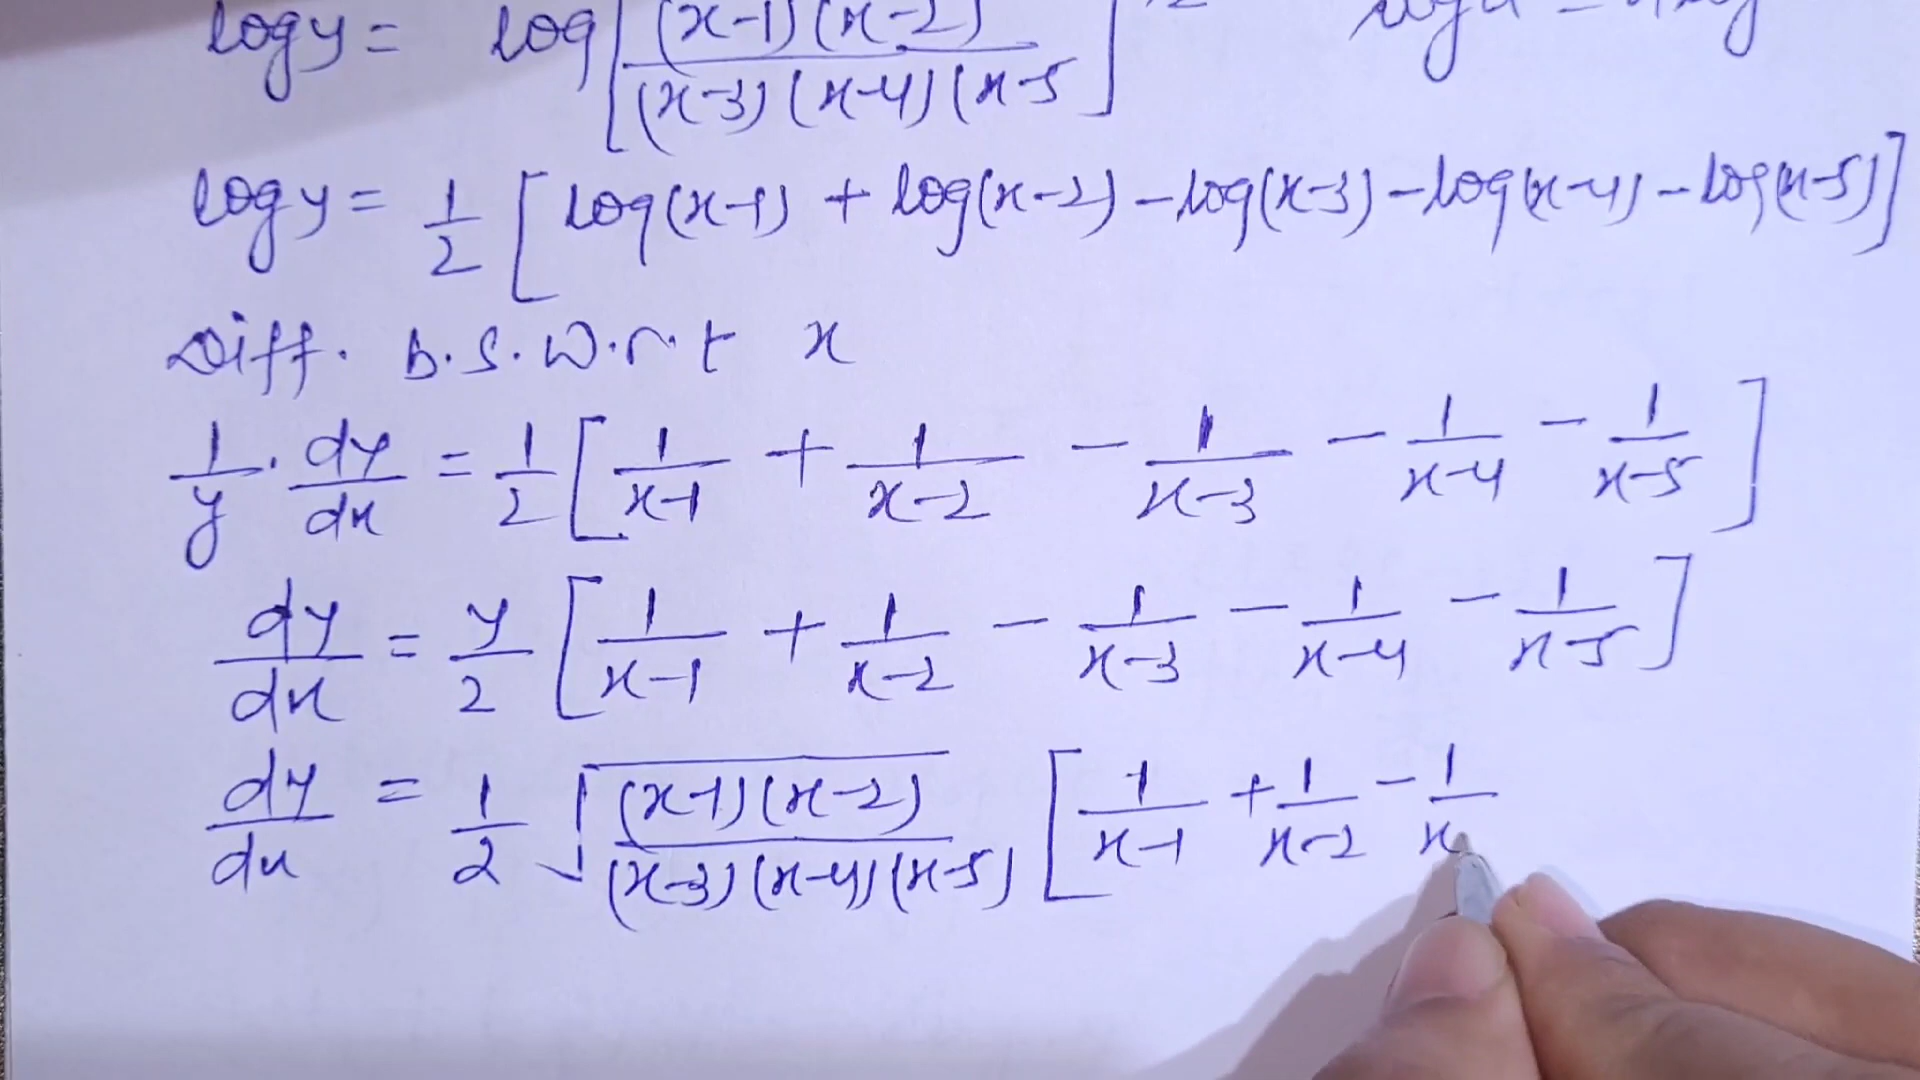 log y = log [(x-1)(x-2) / (x-3)(x-4)(x-5]
log y = 1/2 [log(x-1) + log(x-2) - log(x-3) - log(x-4) - log(x-5)]
Diff. b.s.w.r.t x
1/y . dy/dx = 1/2 [1/x-1 + 1/x-2 - 1/x-3 - 1/x-4 - 1/x-5]
dy/dx = y/2 [1/x-1 + 1/x-2 - 1/x-3 - 1/x-4 - 1/x-5]
dy/dx = 1/2 √(x-1)(x-2) / (x-3)(x-4)(x-5) [1/x-1 + 1/x-2 - 1/x